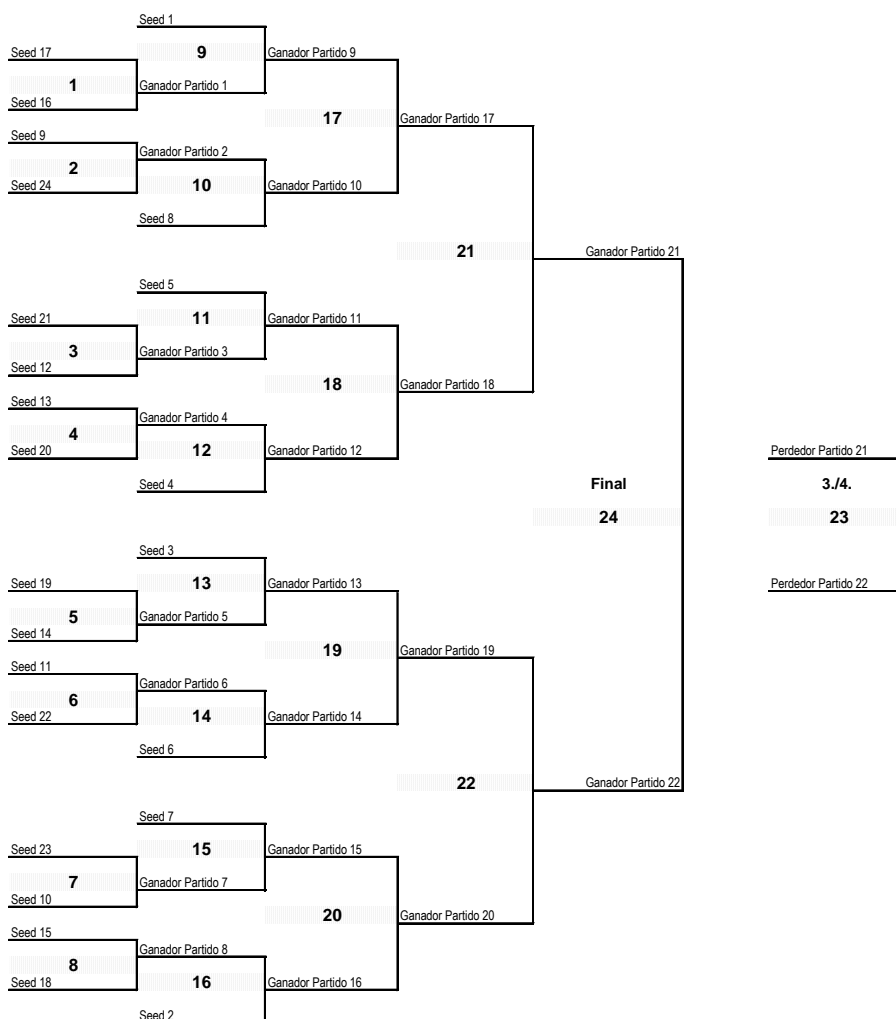 Seed 1
Seed 17
9
Ganador Partido 9
1
Ganador Partido 1
Seed 16
17
Ganador Partido 17
Seed 9
Ganador Partido 2
2
Seed 24
10
Ganador Partido 10
Seed 8
21
Ganador Partido 21
Seed 5
Seed 21
11
Ganador Partido 11
3
Ganador Partido 3
Seed 12
18
Ganador Partido 18
Seed 13
Ganador Partido 4
4
Seed 20
12
Ganador Partido 12
Perdedor Partido 21
Seed 4
Final
3./4.
24
23
Seed 3
Seed 19
13
Ganador Partido 13
Perdedor Partido 22
5
Ganador Partido 5
Seed 14
19
Ganador Partido 19
Seed 11
Ganador Partido 6
6
Seed 22
14
Ganador Partido 14
Seed 6
22
Ganador Partido 22
Seed 7
Seed 23
15
Ganador Partido 15
7
Ganador Partido 7
Seed 10
20
Ganador Partido 20
Seed 15
Ganador Partido 8
8
Seed 18
16
Ganador Partido 16
Seed 2